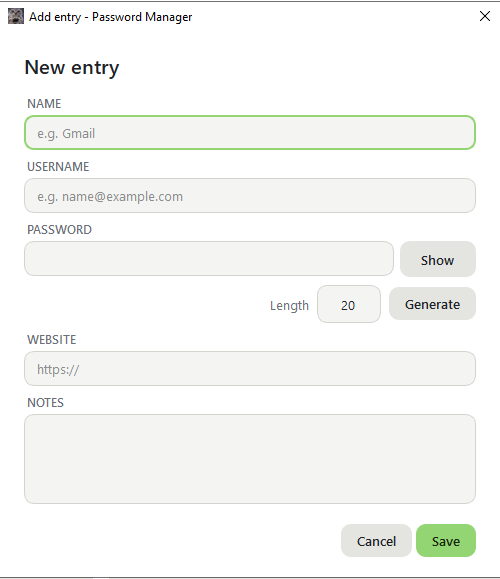 Add entry - Password Manager
New entry
NAME
e.g. Gmail
USERNAME
e.g. name@example.com
PASSWORD
Show
Length 20 Generate
WEBSITE
https://
NOTES
Cancel Save